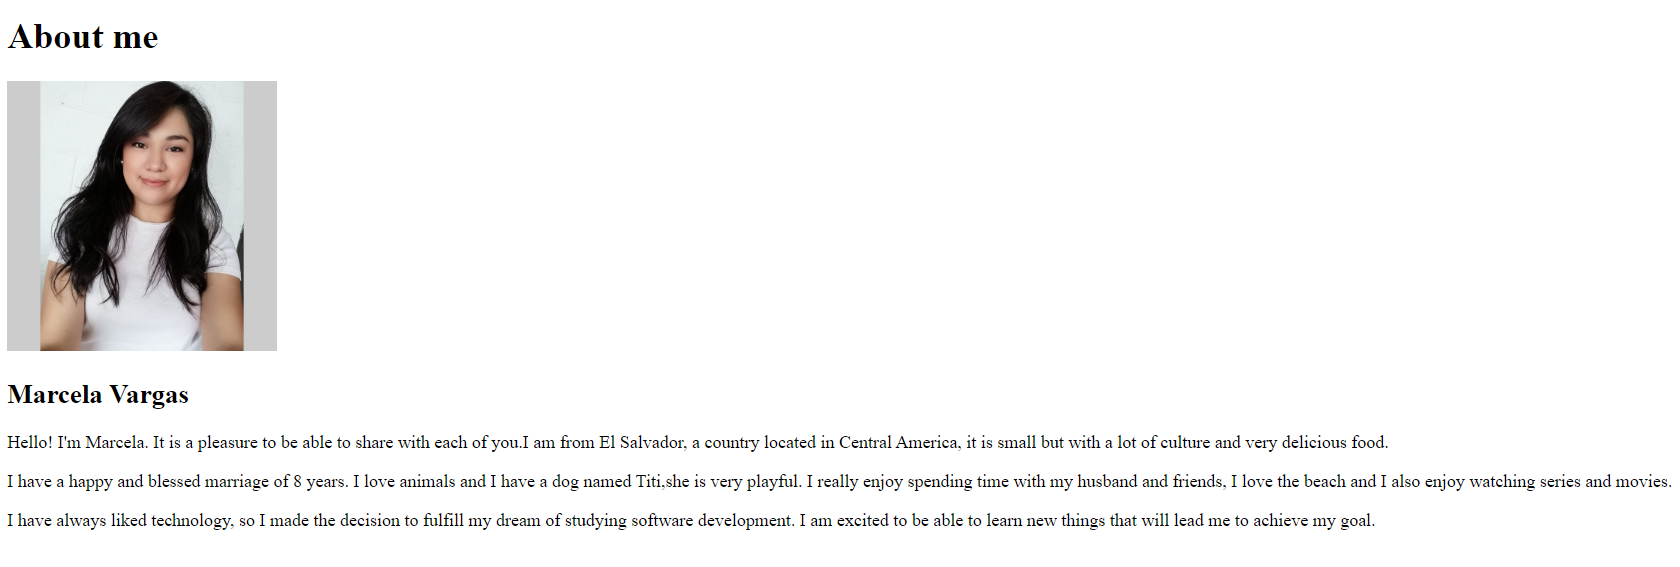 About me
Marcela Vargas
Hello! I'm Marcela. It is a pleasure to be able to share with each of you.I am from El Salvador, a country located in Central America, it is small but with a lot of culture and very delicious food.
I have a happy and blessed marriage of 8 years. I love animals and I have a dog named Titi,she is very playful. I really enjoy spending time with my husband and friends, I love the beach and I also enjoy watching series and movies.
I have always liked technology, so I made the decision to fulfill my dream of studying software development. I am excited to be able to learn new things that will lead me to achieve my goal.